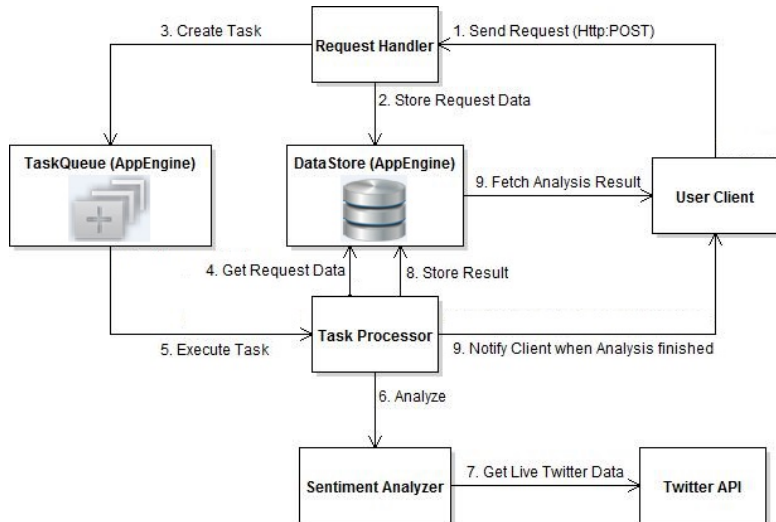 3. Create Task
Request Handler
1. Send Request (Http:POST)
2. Store Request Data
TaskQueue (AppEngine)
DataStore (AppEngine)
9. Fetch Analysis Result
User Client
4. Get Request Data
8. Store Result
5. Execute Task
Task Processor
9. Notify Client when Analysis finished
6. Analyze
Sentiment Analyzer
7. Get Live Twitter Data
Twitter API